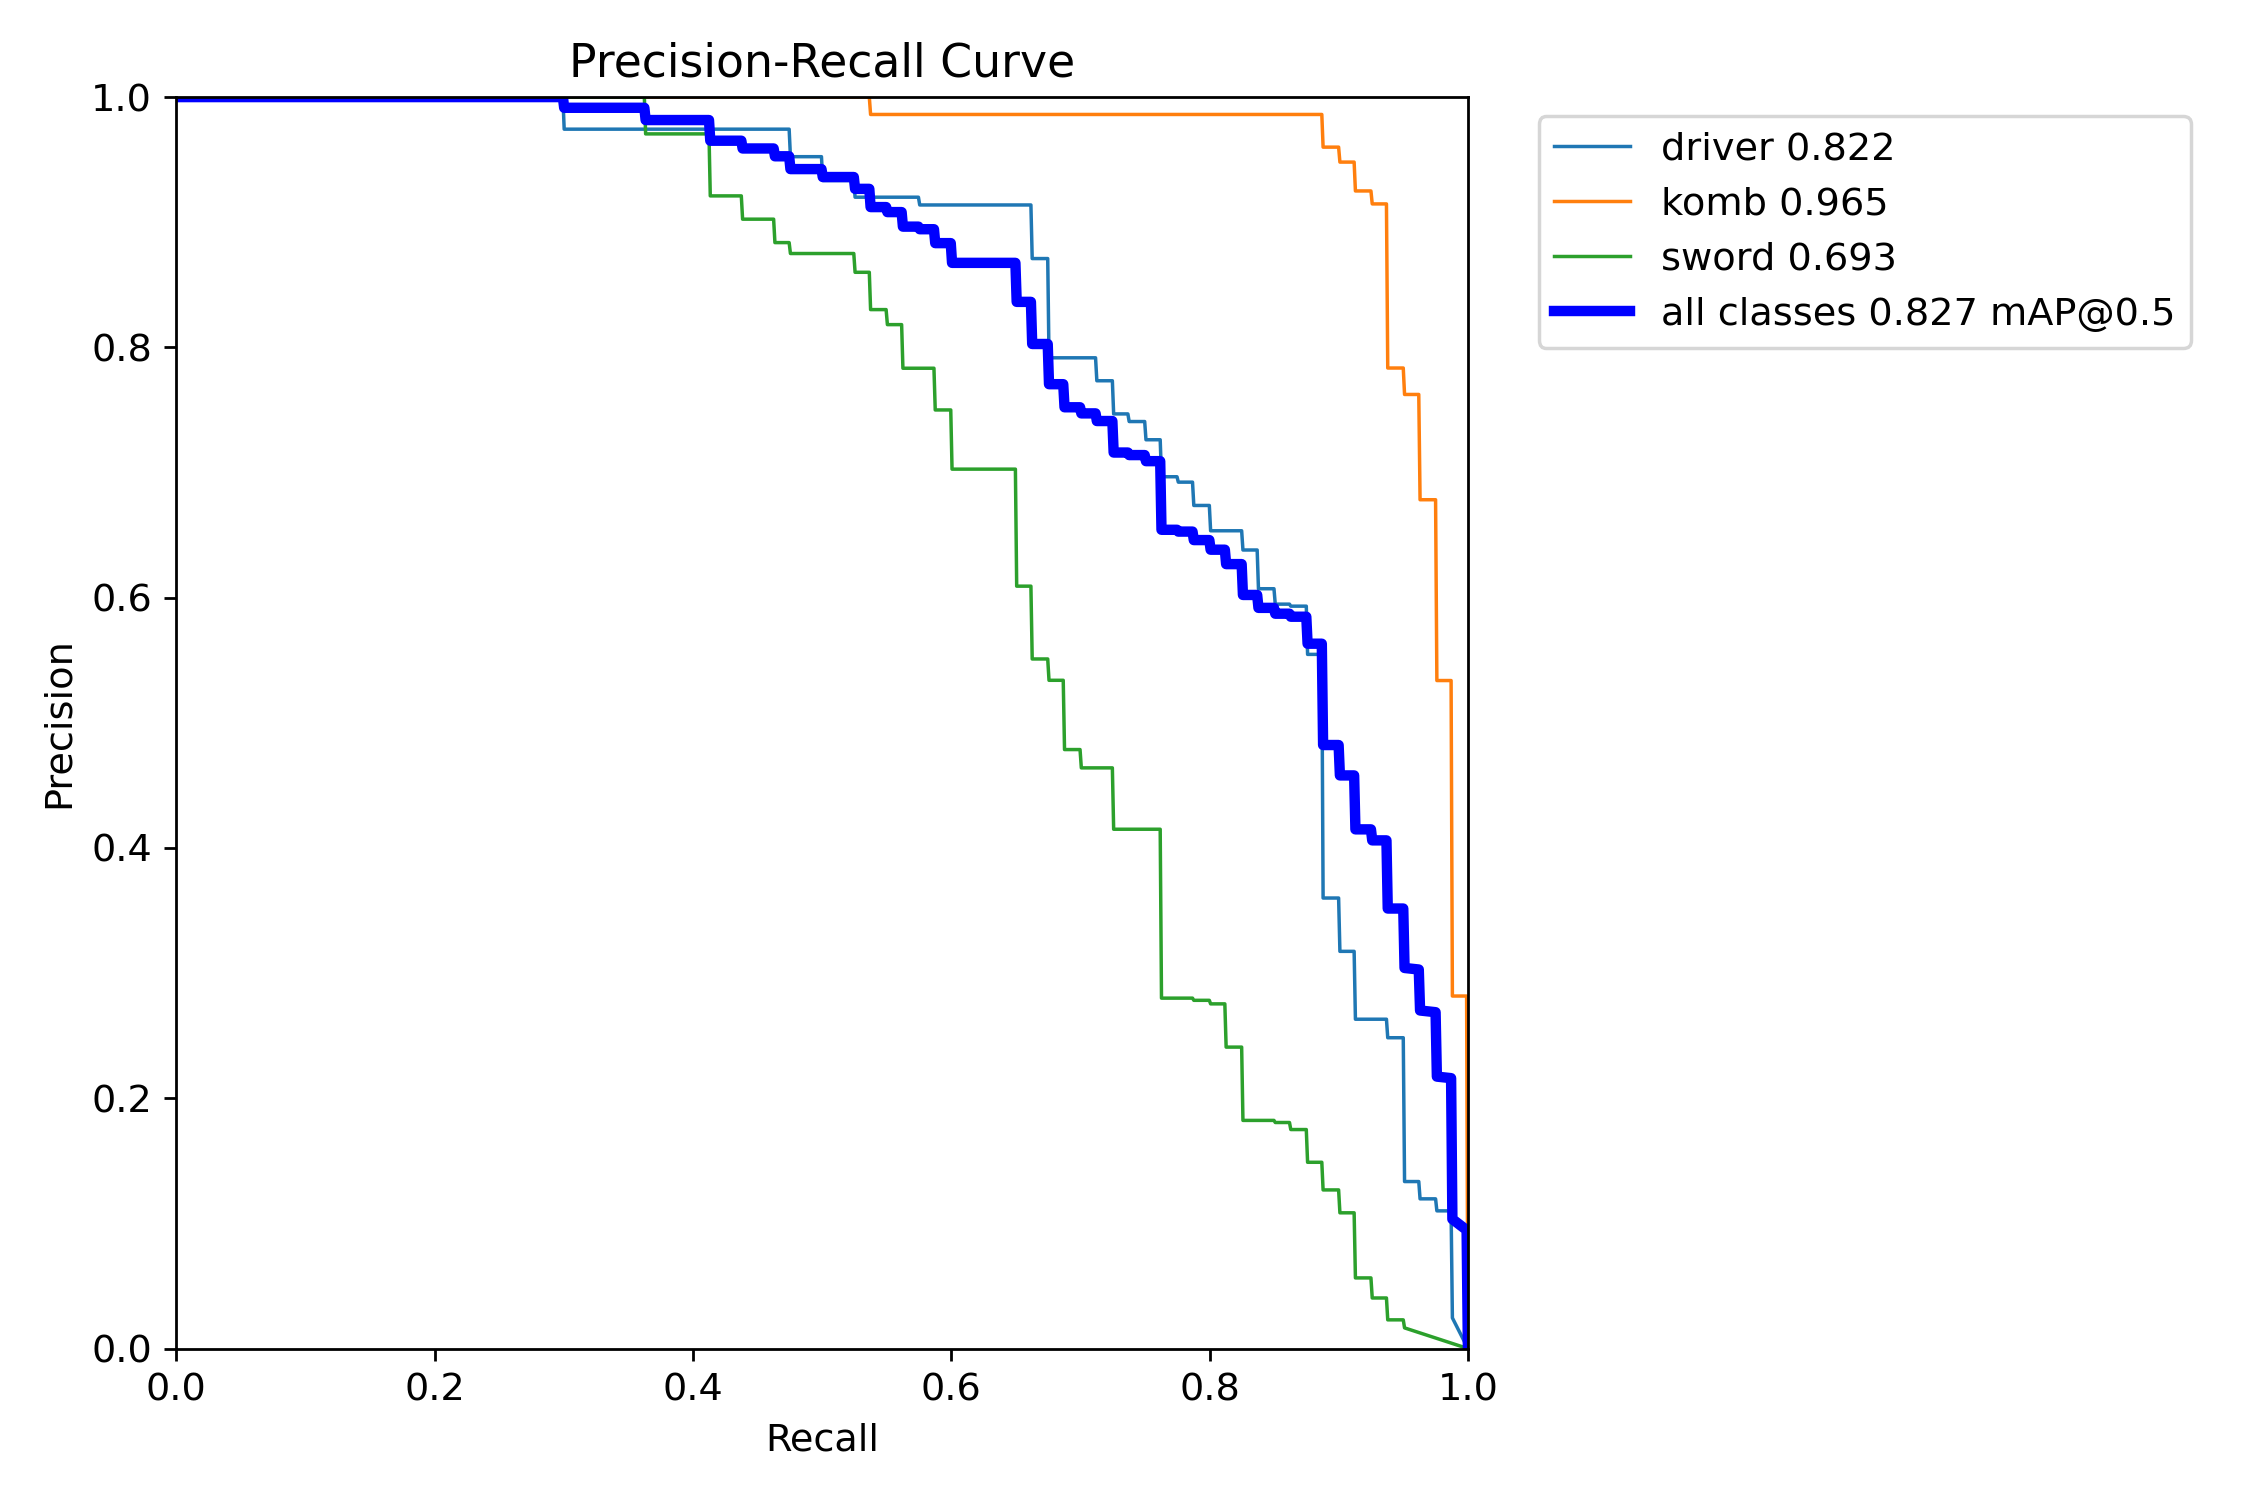 Precision-Recall Curve
1.0
0.8
0.6
0.4
0.2
0.0
Precision
0.0 0.2 0.4 0.6 0.8 1.0
Recall
driver 0.822
komb 0.965
sword 0.693
all classes 0.827 mAP@0.5